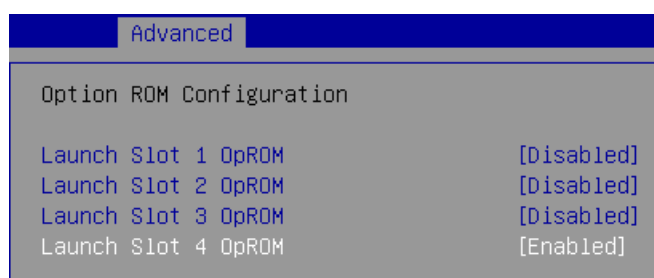 Advanced
Option ROM Configuration
Launch Slot 1 OpROM [Disabled]
Launch Slot 2 OpROM [Disabled]
Launch Slot 3 OpROM [Disabled]
Launch Slot 4 OpROM [Enabled]